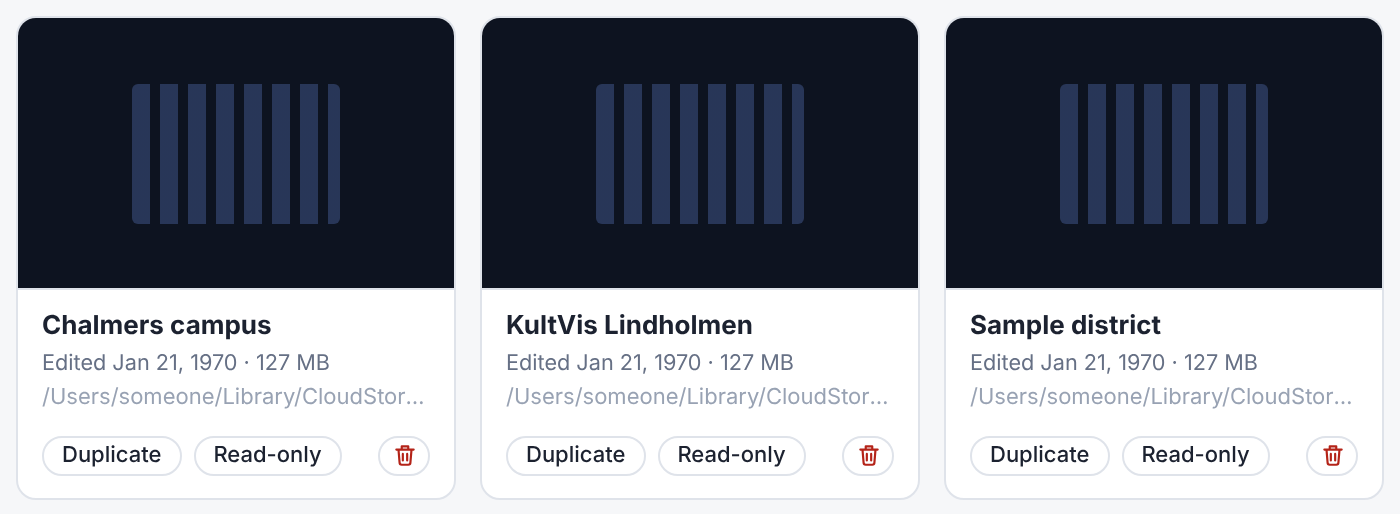 Chalmers campus
Edited Jan 21, 1970 · 127 MB
/Users/someone/Library/CloudStor...
Duplicate
Read-only
KultVis Lindholmen
Edited Jan 21, 1970 · 127 MB
/Users/someone/Library/CloudStor...
Duplicate
Read-only
Sample district
Edited Jan 21, 1970 · 127 MB
/Users/someone/Library/CloudStor...
Duplicate
Read-only